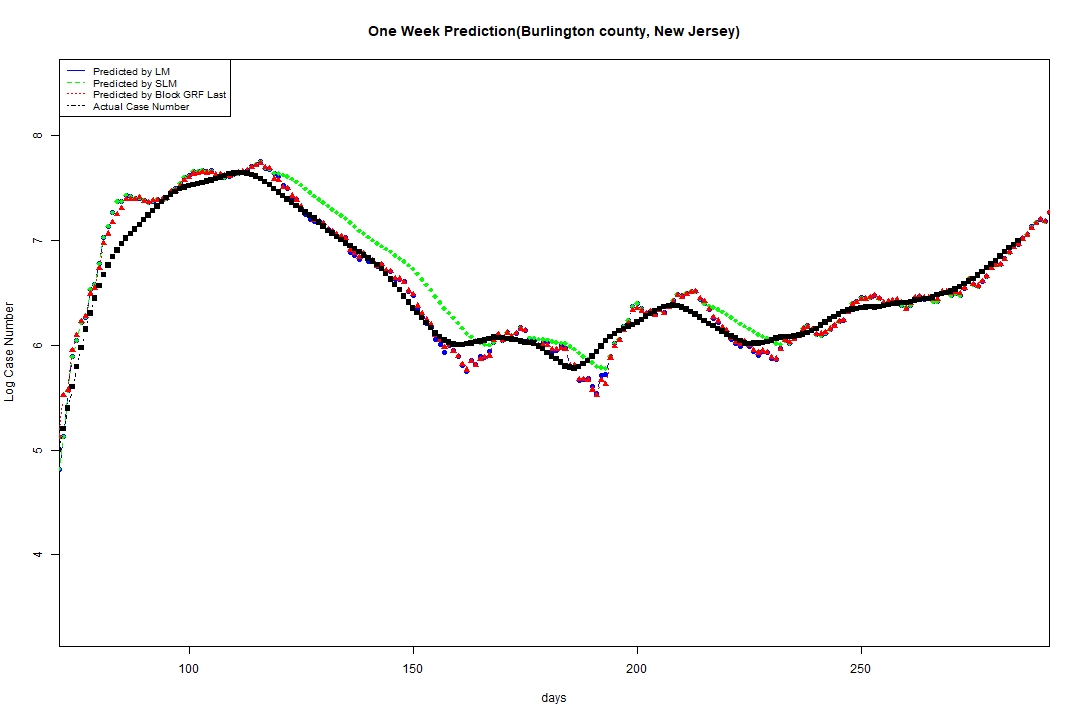 One Week Prediction(Burlington county, New Jersey)
Predicted by LM
Predicted by SLM
Predicted by Block GRF Last
Actual Case Number
8
7
6
5
4
Log Case Number
100 150 200 250
days